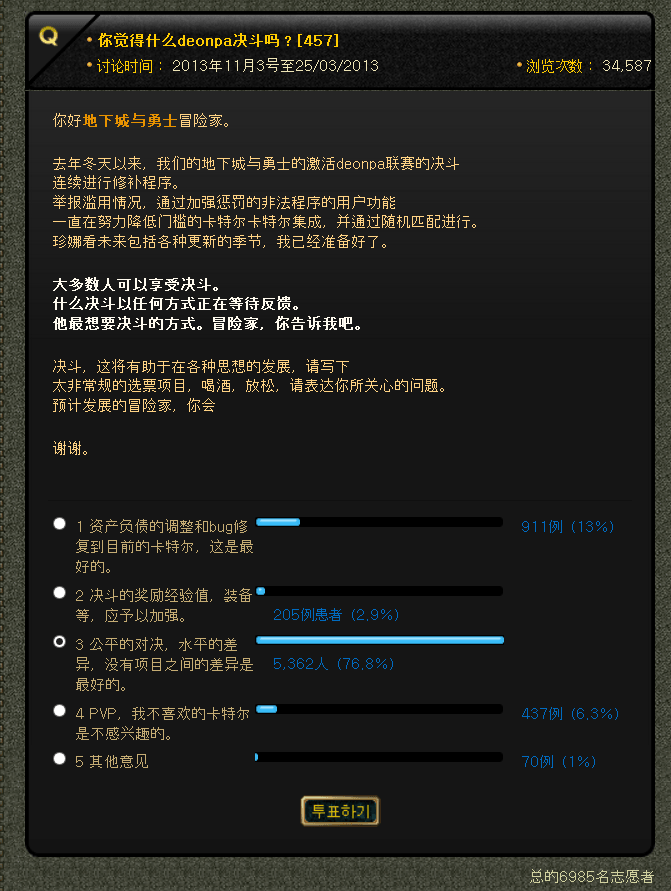 Q
• 你觉得什么deonpa决斗吗？[457]
• 讨论时间： 2013年11月3号至25/03/2013 • 浏览次数： 34,587
你好地下城与勇士冒险家。
去年冬天以来，我们的地下城与勇士的激活deonpa联赛的决斗
连续进行修补程序。
举报滥用情况，通过加强惩罚的非法程序的用户功能
一直在努力降低门槛的卡特尔卡特尔集成，并通过随机匹配进行。
珍娜看未来包括各种更新的季节，我已经准备好了。
大多数人可以享受决斗。
什么决斗以任何方式正在等待反馈。
他最想要决斗的方式。冒险家，你告诉我吧。
决斗，这将有助于在各种思想的发展，请写下
太非常规的选票项目，喝酒，放松，请表达你所关心的问题。
预计发展的冒险家，你会
谢谢。
1 资产负债的调整和bug修 911例（13%）
复到目前的卡特尔，这是最
好的。
2 决斗的奖励经验值，装备
等，应予以加强。 205例患者（2,9%）
3 公平的对决，水平的差
异，没有项目之间的差异是 5,362人（76,8%）
最好的。
4 PVP，我不喜欢的卡特尔 437例（6,3%）
是不感兴趣的。
5 其他意见 70例（1%）
투표하기
总的6985名志愿者